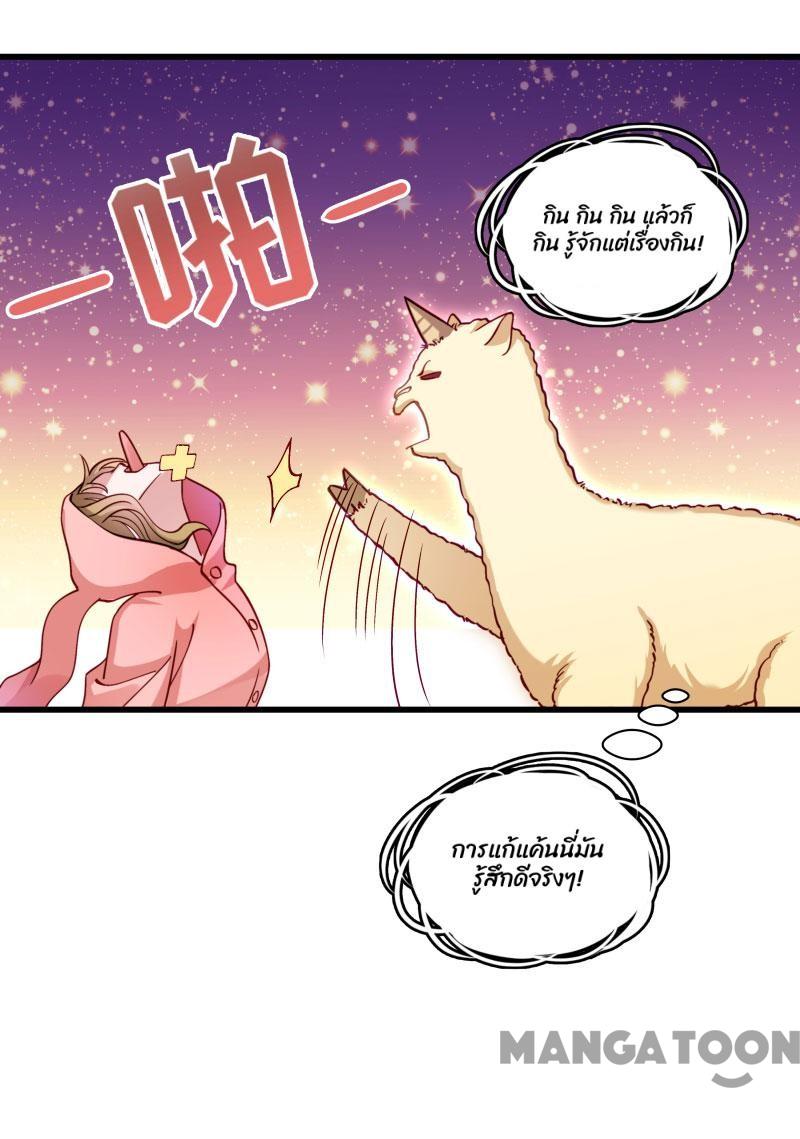 一啪一
กิน กิน กิน แล้วก็
กิน รู้จักแต่เรื่องกิน!
การแก้แค้นนี่มัน
รู้สึกดีจริงๆ!
MANGATOON